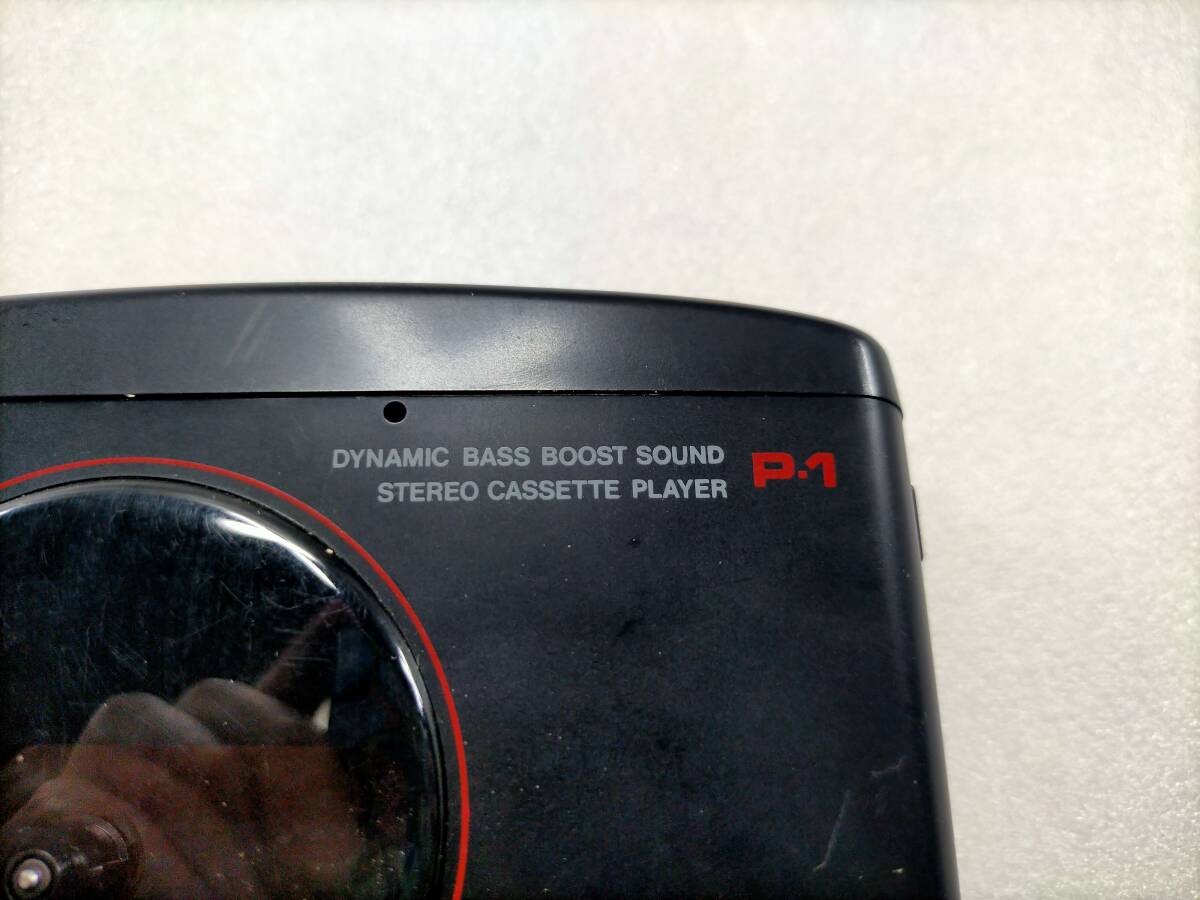 DYNAMIC BASS BOOST SOUND
STEREO CASSETTE PLAYER
P·1